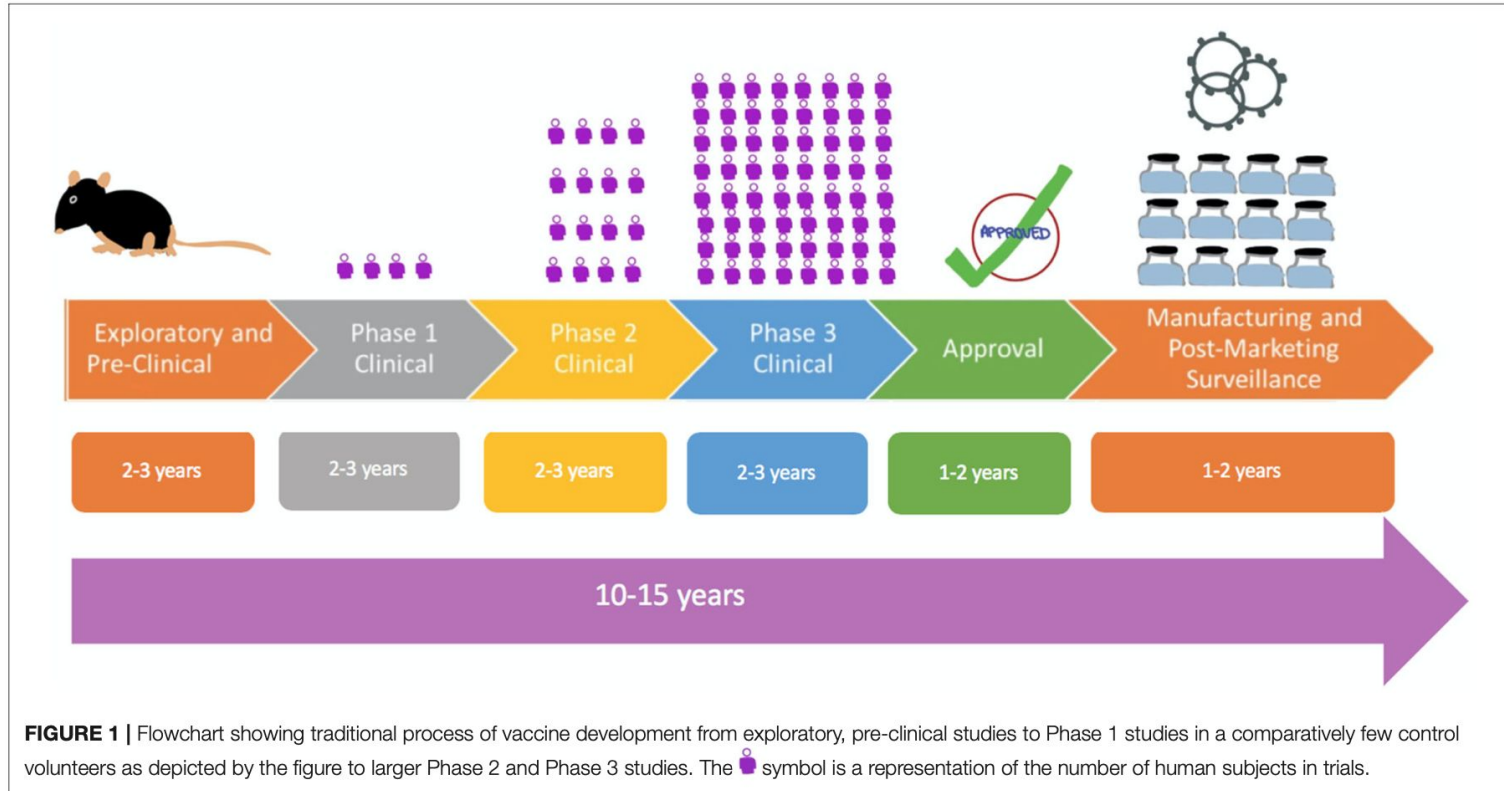 APPROVED
Exploratory and
Pre-Clinical
Phase 1
Clinical
Phase 2
Clinical
Phase 3
Clinical
Approval
Manufacturing and
Post-Marketing
Surveillance
2-3 years
2-3 years
2-3 years
2-3 years
1-2 years
1-2 years
10-15 years
FIGURE 1 | Flowchart showing traditional process of vaccine development from exploratory, pre-clinical studies to Phase 1 studies in a comparatively few control
volunteers as depicted by the figure to larger Phase 2 and Phase 3 studies. The symbol is a representation of the number of human subjects in trials.